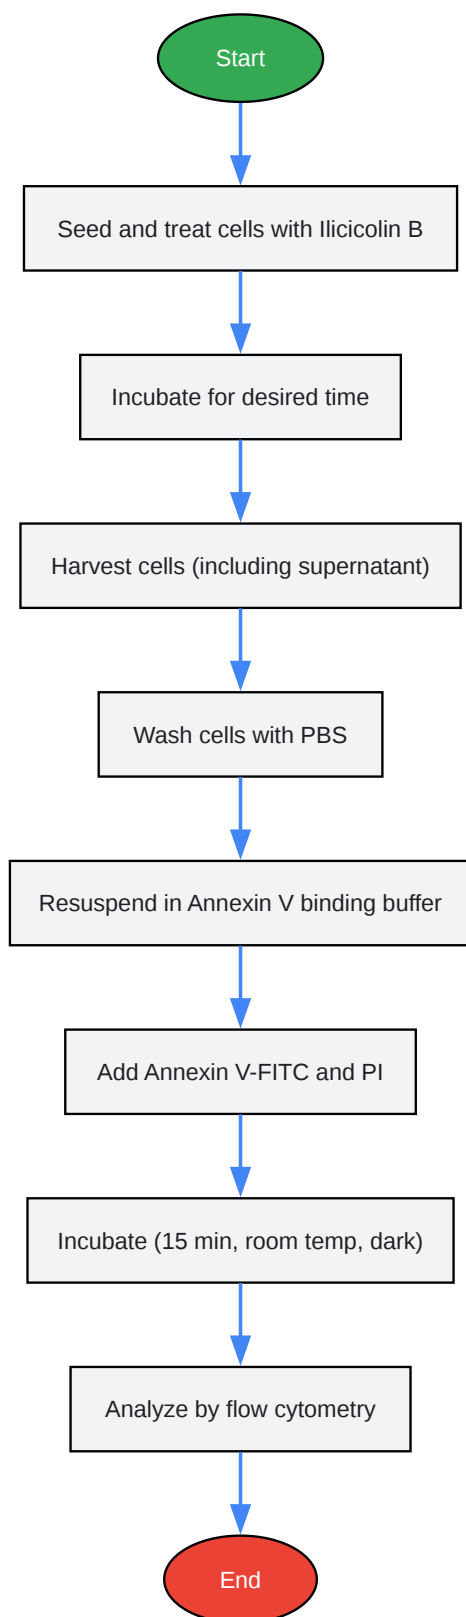 Start
Seed and treat cells with Ilicicolin B
Incubate for desired time
Harvest cells (including supernatant)
Wash cells with PBS
Resuspend in Annexin V binding buffer
Add Annexin V-FITC and PI
Incubate (15 min, room temp, dark)
Analyze by flow cytometry
End